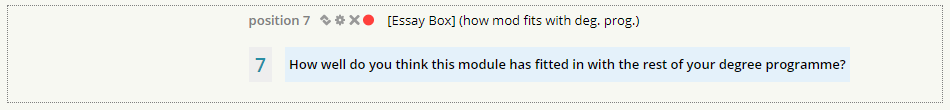 position 7 [Essay Box] (how mod fits with deg. prog.)
7 How well do you think this module has fitted in with the rest of your degree programme?